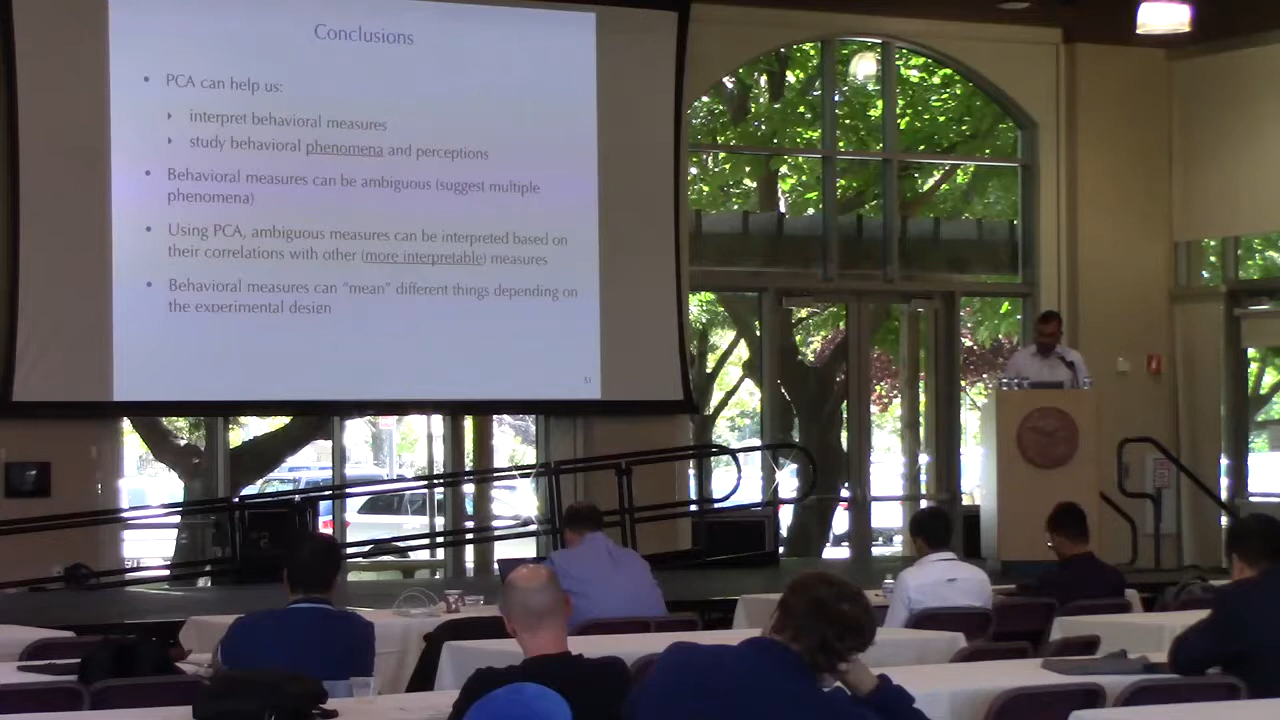 Conclusions
• PCA can help us:
‣ interpret behavioral measures
‣ study behavioral phenomena and perceptions
• Behavioral measures can be ambiguous (suggest multiple
phenomena)
• Using PCA, ambiguous measures can be interpreted based on
their correlations with other (more interpretable) measures
• Behavioral measures can “mean” different things depending on
the experimental design
51